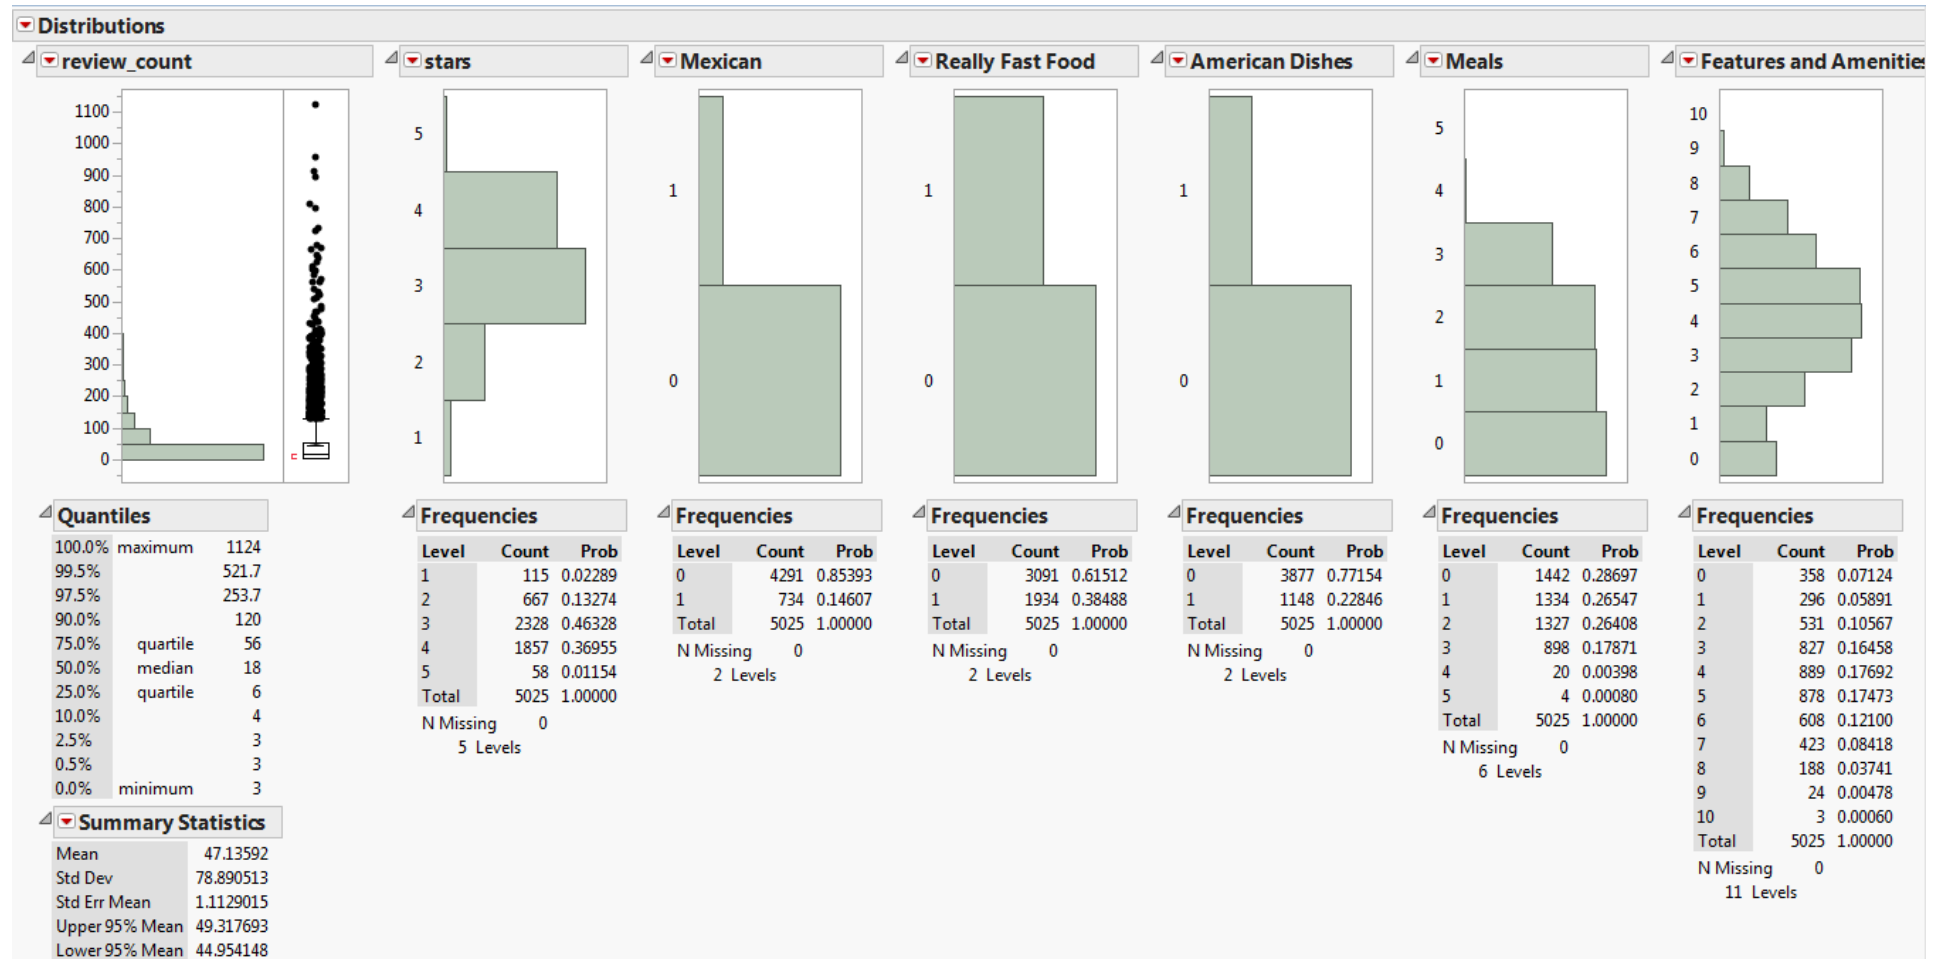 Distributions
review_count
1100
1000
900
800
700
600
500
400
300
200
100
0
Quantiles
100.0% maximum 1124
99.5% 521.7
97.5% 253.7
90.0% 120
75.0% quartile 56
50.0% median 18
25.0% quartile 6
10.0% 4
2.5% 3
0.5% 3
0.0% minimum 3
Summary Statistics
Mean 47.13592
Std Dev 78.890513
Std Err Mean 1.1129015
Upper 95% Mean 49.317693
Lower 95% Mean 44.954148
stars
5
4
3
2
1
Frequencies
Level Count Prob
1 115 0.02289
2 667 0.13274
3 2328 0.46328
4 1857 0.36955
5 58 0.01154
Total 5025 1.00000
N Missing 0
5 Levels
Mexican
1
0
Frequencies
Level Count Prob
0 4291 0.85393
1 734 0.14607
Total 5025 1.00000
N Missing 0
2 Levels
Really Fast Food
1
0
Frequencies
Level Count Prob
0 3091 0.61512
1 1934 0.38488
Total 5025 1.00000
N Missing 0
2 Levels
American Dishes
1
0
Frequencies
Level Count Prob
0 3877 0.77154
1 1148 0.22846
Total 5025 1.00000
N Missing 0
2 Levels
Meals
5
4
3
2
1
0
Frequencies
Level Count Prob
0 1442 0.28697
1 1334 0.26547
2 1327 0.26408
3 898 0.17871
4 20 0.00398
5 4 0.00080
Total 5025 1.00000
N Missing 0
6 Levels
Features and Amenities
10
9
8
7
6
5
4
3
2
1
0
Frequencies
Level Count Prob
0 358 0.07124
1 296 0.05891
2 531 0.10567
3 827 0.16458
4 889 0.17692
5 878 0.17473
6 608 0.12100
7 423 0.08418
8 188 0.03741
9 24 0.00478
10 3 0.00060
Total 5025 1.00000
N Missing 0
11 Levels